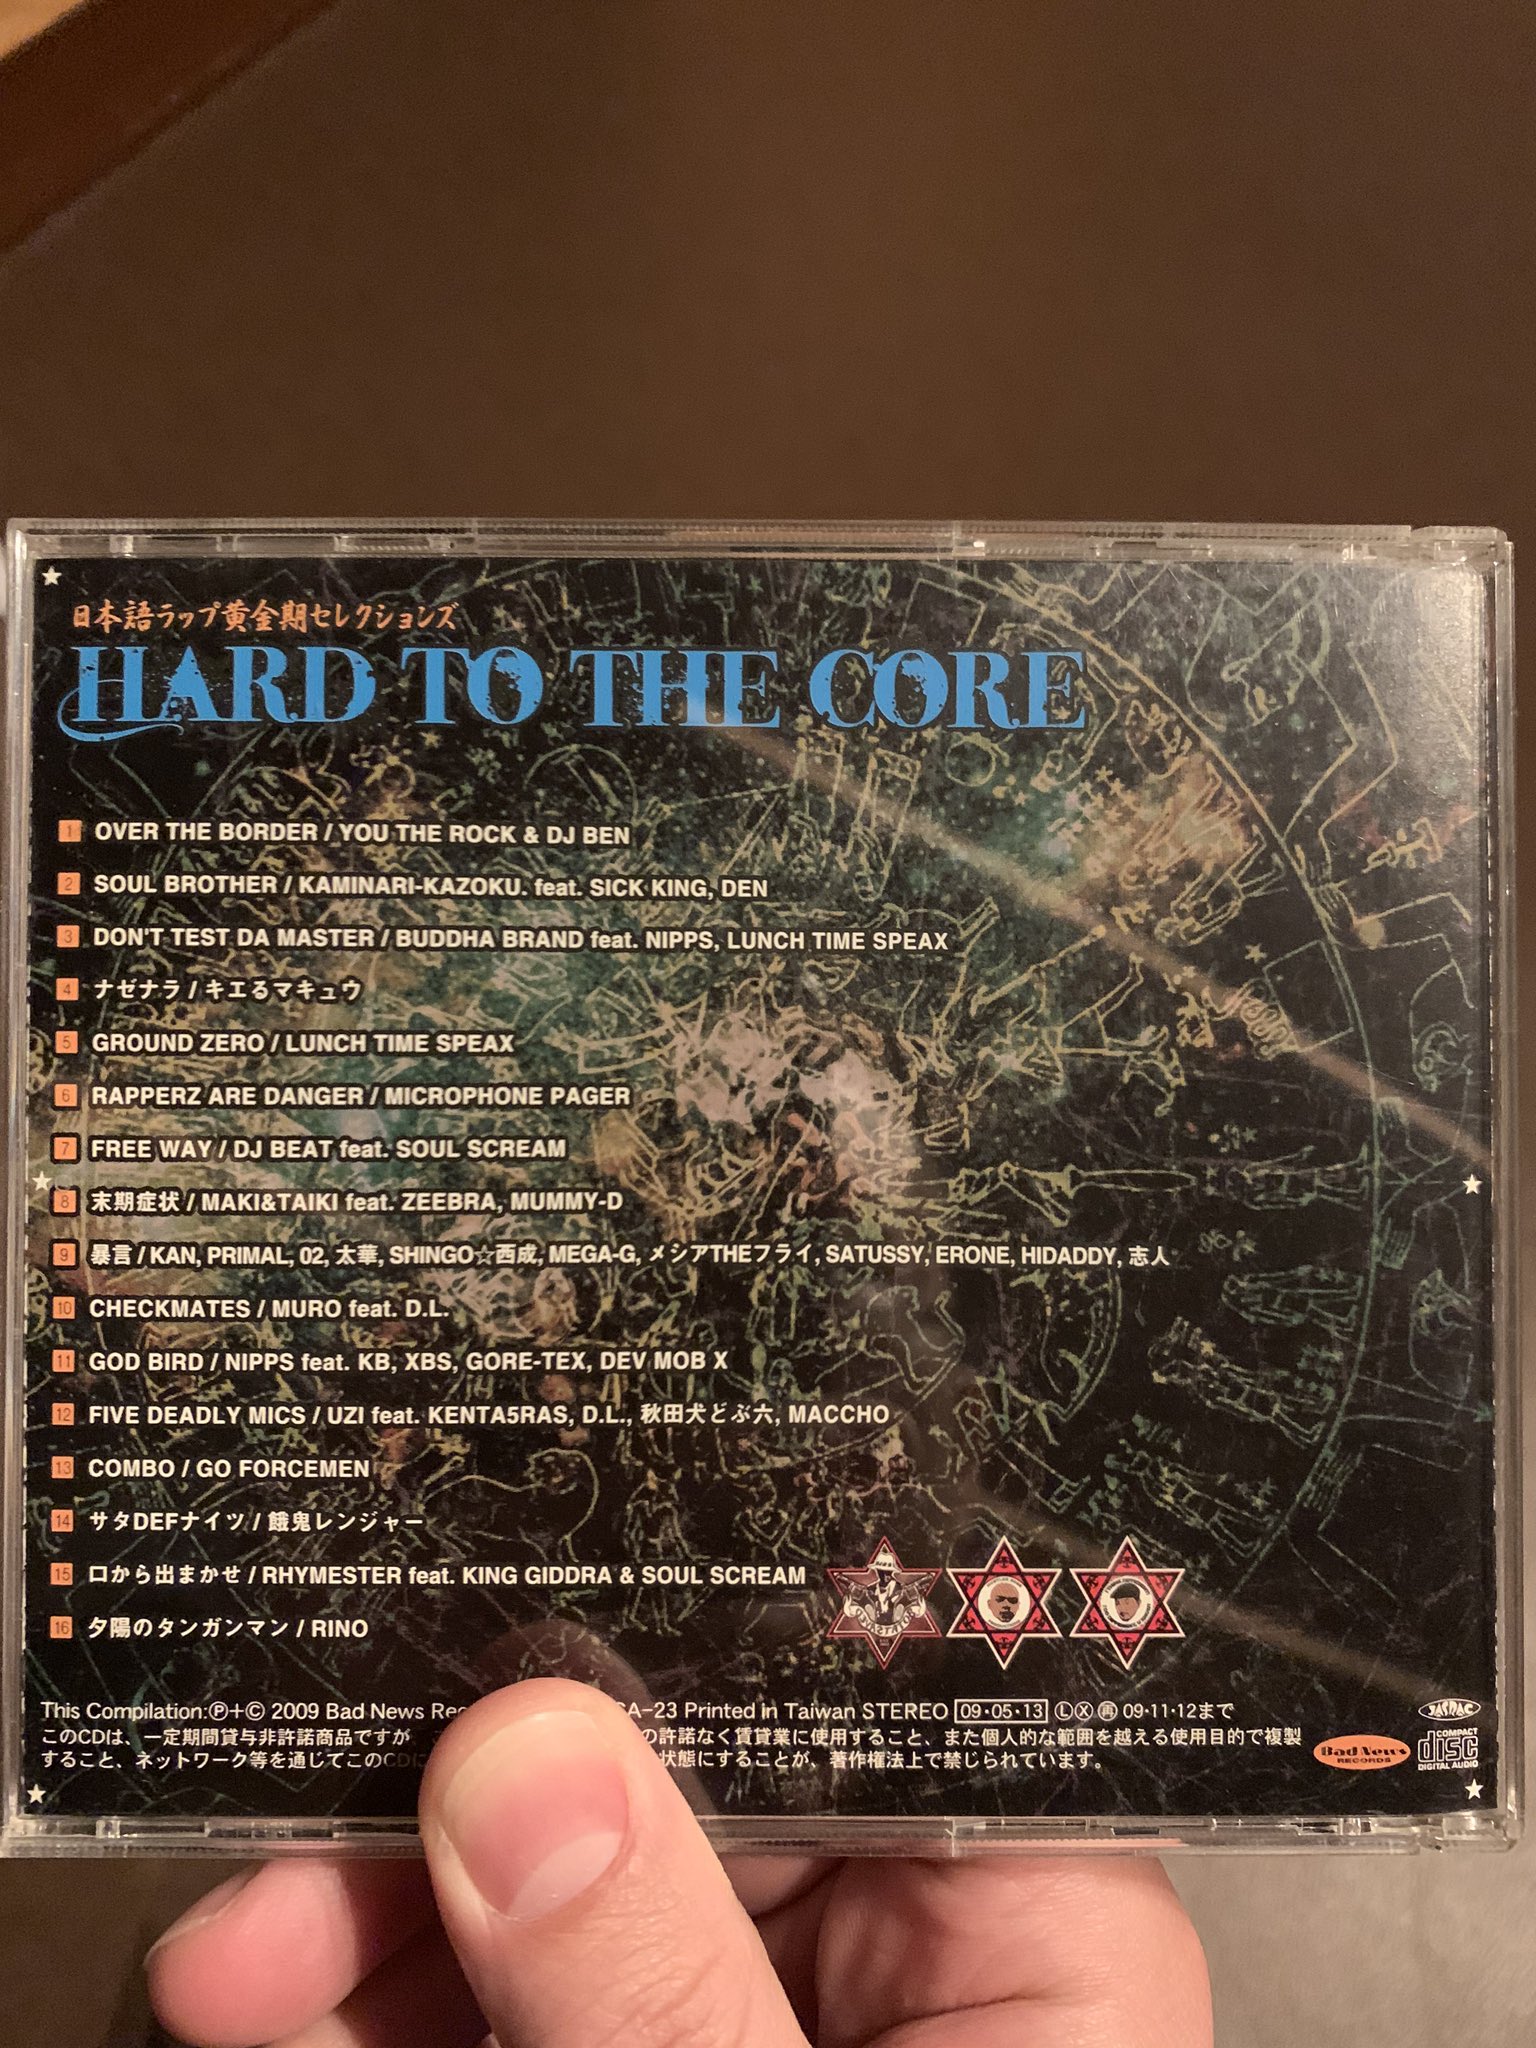 日本語ラップ黄金期セレクションズ
HARD TO THE CORE
1 OVER THE BORDER / YOU THE ROCK & DJ BEN
2 SOUL BROTHER / KAMINARI-KAZOKU. feat. SICK KING, DEN
3 DON'T TEST DA MASTER / BUDDHA BRAND feat. NIPPS, LUNCH TIME SPEAX
4 ナゼナラ / キエるマキュウ
5 GROUND ZERO / LUNCH TIME SPEAX
6 RAPPERZ ARE DANGER / MICROPHONE PAGER
7 FREE WAY / DJ BEAT feat. SOUL SCREAM
8 末期症状 / MAKI&TAIKI feat. ZEEBRA, MUMMY-D
9 暴言 / KAN, PRIMAL, 02, 太華, SHINGO☆西成, MEGA-G, メシアTHEフライ, SATUSSY, ERONE, HIDADDY, 志人
10 CHECKMATES / MURO feat. D.L.
11 GOD BIRD / NIPPS feat. KB, XBS, GORE-TEX, DEV MOB X
12 FIVE DEADLY MICS / UZI feat. KENTA5RAS, D.L., 秋田犬どぶ六, MACCHO
13 COMBO / GO FORCEMEN
14 サタDEFナイツ / 餓鬼レンジャー
15 口から出まかせ / RHYMESTER feat. KING GIDDRA & SOUL SCREAM
16 夕陽のタンガンマン / RINO
This Compilation:Ⓟ+© 2009 Bad News A-23 Printed in Taiwan STEREO 09・05・13 Ⓛ Ⓧ 再 09・11・12まで
このCDは、一定期間貸与非許諾商品ですが の許諾なく賃貸業に使用すること、また個人的な範囲を越える使用目的で複製
すること、ネットワーク等を通じてこのCDに 状態にすることが、著作権法上で禁じられています。
JASRAC
Bad News
RECORDS
COMPACT
disc
DIGITAL AUDIO